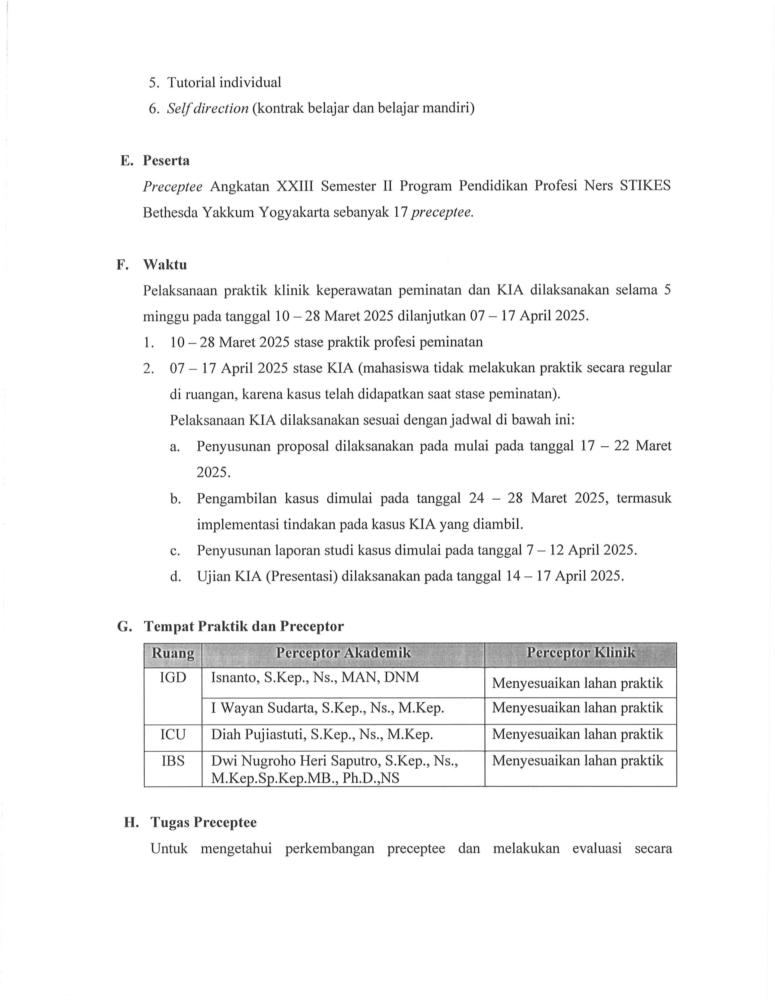 5. Tutorial individual
6. Self direction (kontrak belajar dan belajar mandiri)
E. Peserta
Preceptee Angkatan XXIII Semester II Program Pendidikan Profesi Ners STIKES
Bethesda Yakkum Yogyakarta sebanyak 17 preceptee.
F. Waktu
Pelaksanaan praktik klinik keperawatan peminatan dan KIA dilaksanakan selama 5
minggu pada tanggal 10 – 28 Maret 2025 dilanjutkan 07 – 17 April 2025.
1. 10 – 28 Maret 2025 stase praktik profesi peminatan
2. 07 – 17 April 2025 stase KIA (mahasiswa tidak melakukan praktik secara regular
di ruangan, karena kasus telah didapatkan saat stase peminatan).
Pelaksanaan KIA dilaksanakan sesuai dengan jadwal di bawah ini:
a. Penyusunan proposal dilaksanakan pada mulai pada tanggal 17 – 22 Maret
2025.
b. Pengambilan kasus dimulai pada tanggal 24 – 28 Maret 2025, termasuk
implementasi tindakan pada kasus KIA yang diambil.
c. Penyusunan laporan studi kasus dimulai pada tanggal 7 – 12 April 2025.
d. Ujian KIA (Presentasi) dilaksanakan pada tanggal 14 – 17 April 2025.
G. Tempat Praktik dan Preceptor
Ruang Perceptor Akademik Perceptor Klinik
IGD Isnanto, S.Kep., Ns., MAN, DNM Menyesuaikan lahan praktik
I Wayan Sudarta, S.Kep., Ns., M.Kep. Menyesuaikan lahan praktik
ICU Diah Pujiastuti, S.Kep., Ns., M.Kep. Menyesuaikan lahan praktik
IBS Dwi Nugroho Heri Saputro, S.Kep., Ns., Menyesuaikan lahan praktik
M.Kep.Sp.Kep.MB., Ph.D.,NS
H. Tugas Preceptee
Untuk mengetahui perkembangan preceptee dan melakukan evaluasi secara